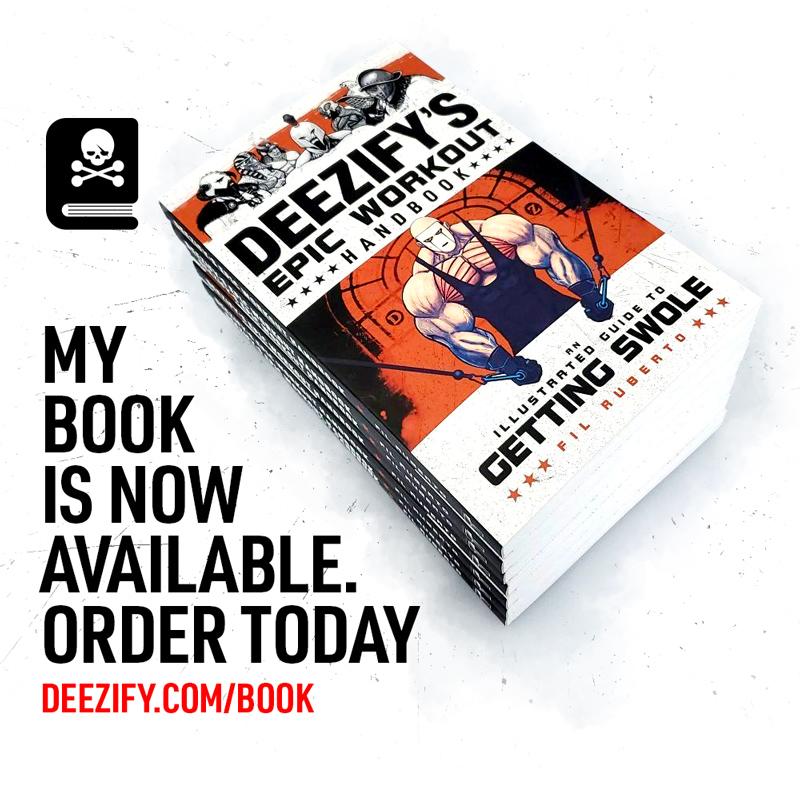 DEEZIFY'S
EPIC WORKOUT
★★★★HANDBOOK★★★★
AN
ILLUSTRATED GUIDE TO
GETTING SWOLE
★★★ FIL RUBERTO ★★★
MY
BOOK
IS NOW
AVAILABLE.
ORDER TODAY
DEEZIFY.COM/BOOK